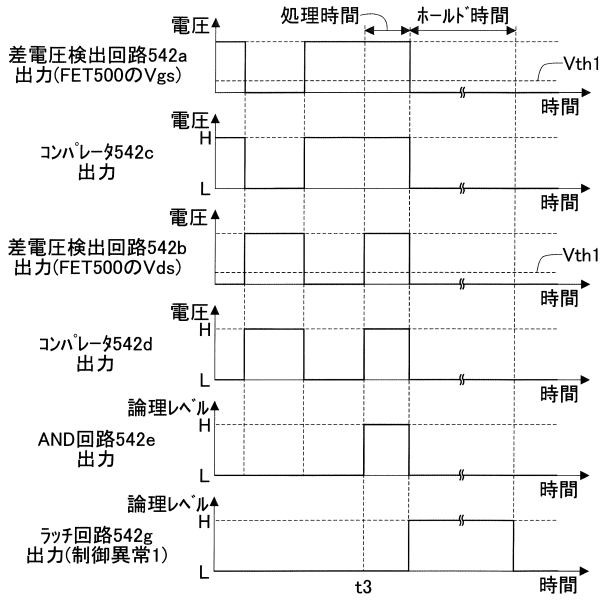 処理時間 ホールド時間
電圧
差電圧検出回路542a
出力(FET500のVgs)
Vth1
時間
電圧
H
コンパレータ542c
出力
L
時間
電圧
差電圧検出回路542b
出力(FET500のVds)
Vth1
時間
電圧
H
コンパレータ542d
出力
L
時間
論理レベル
H
AND回路542e
出力
L
時間
論理レベル
H
ラッチ回路542g
出力(制御異常1)
L
t3
時間